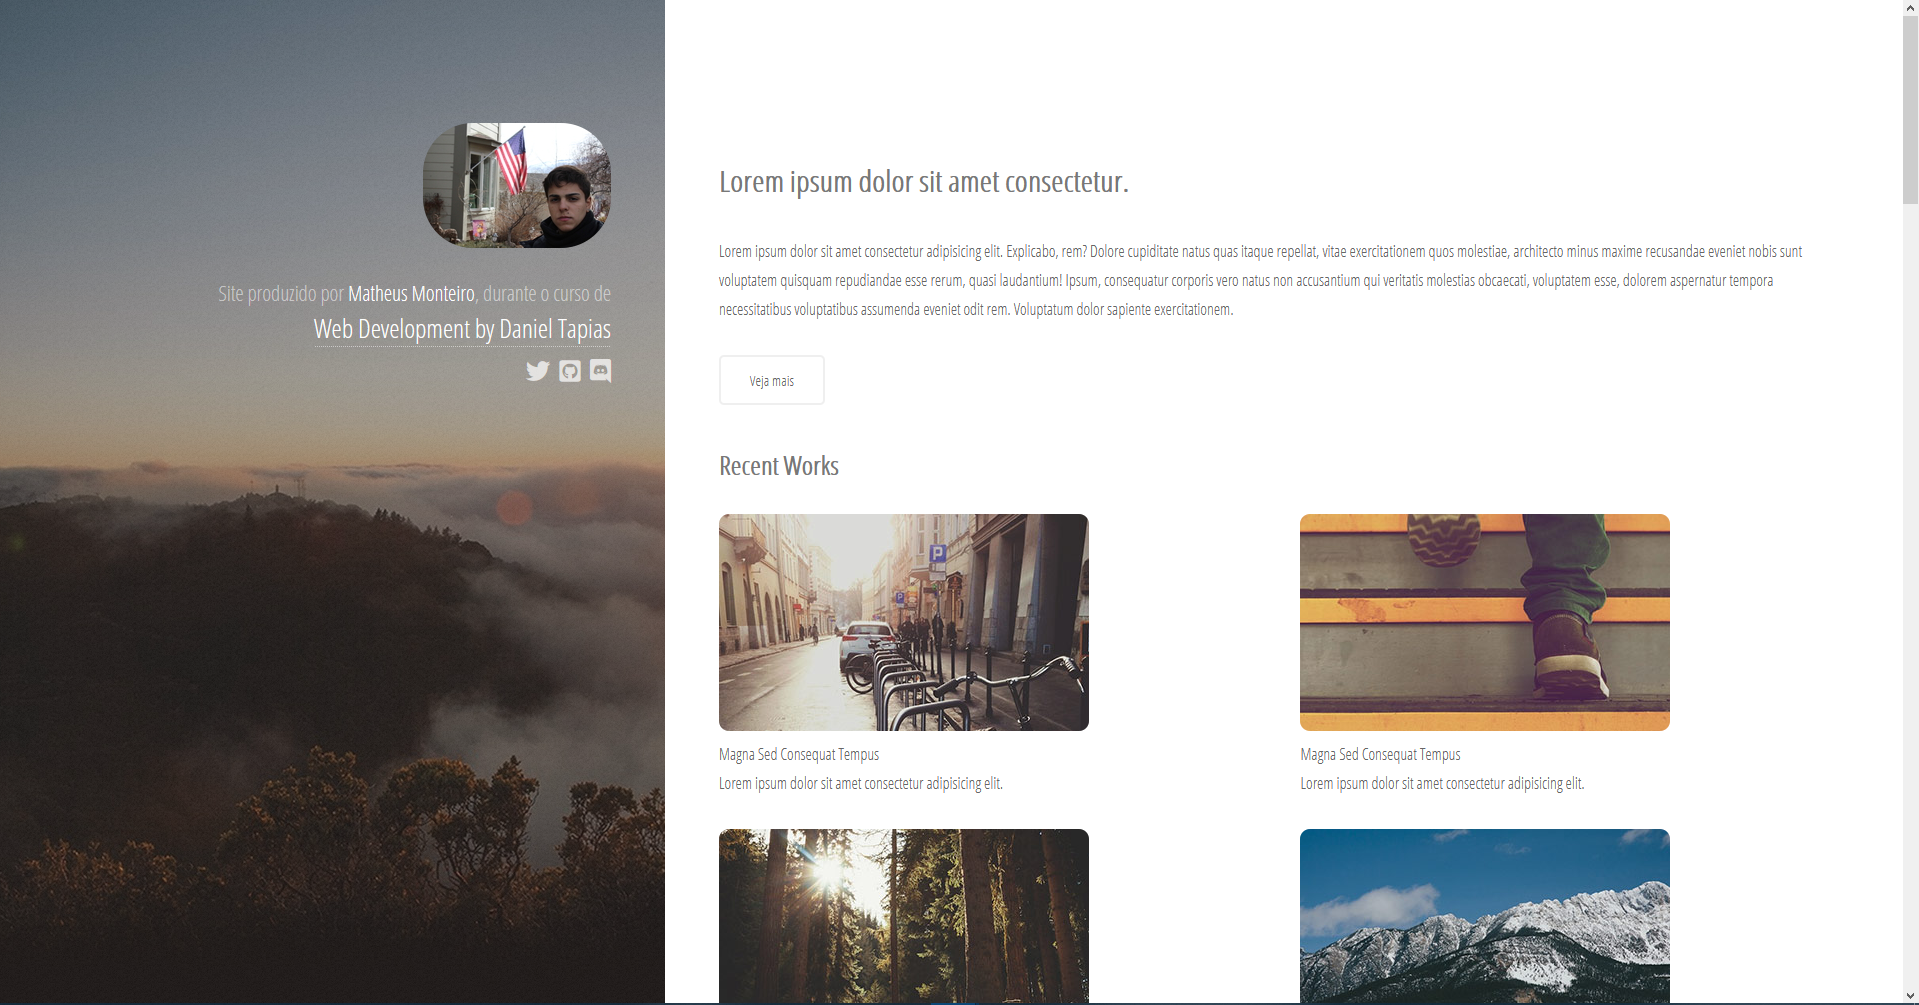 Site produzido por Matheus Monteiro, durante o curso de
Web Development by Daniel Tapias
Lorem ipsum dolor sit amet consectetur.
Lorem ipsum dolor sit amet consectetur adipisicing elit. Explicabo, rem? Dolore cupiditate natus quas itaque repellat, vitae exercitationem quos molestiae, architecto minus maxime recusandae eveniet nobis sunt
voluptatem quisquam repudiandae esse rerum, quasi laudantium! Ipsum, consequatur corporis vero natus non accusantium qui veritatis molestias obcaecati, voluptatem esse, dolorem aspernatur tempora
necessitatibus voluptatibus assumenda eveniet odit rem. Voluptatum dolor sapiente exercitationem.
Veja mais
Recent Works
P
P
Magna Sed Consequat Tempus
Lorem ipsum dolor sit amet consectetur adipisicing elit.
Magna Sed Consequat Tempus
Lorem ipsum dolor sit amet consectetur adipisicing elit.